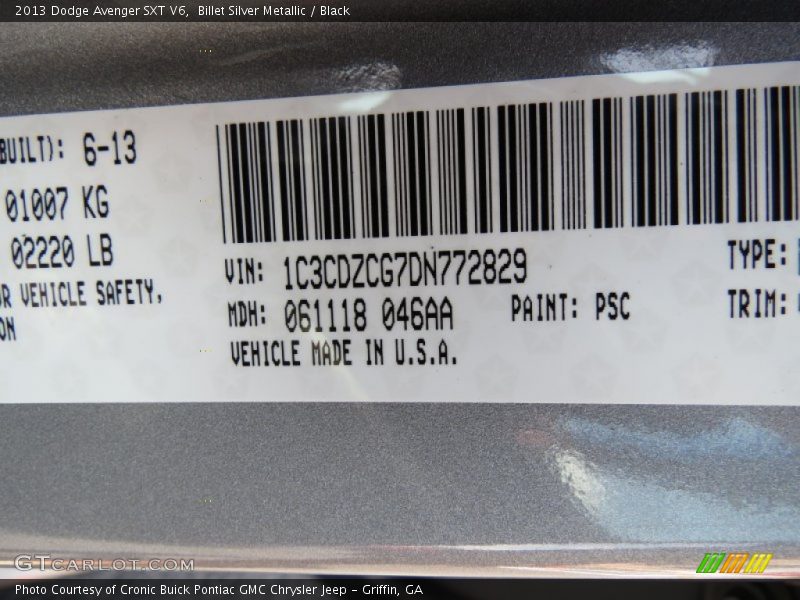 2013 Dodge Avenger SXT V6,  Billet Silver Metallic / Black
BUILT): 6-13
01007 KG
02220 LB
R VEHICLE SAFETY,
ON
VIN: 1C3CDZCG7DN772829
TYPE:
MDH: 061118 046AA PAINT: PSC
TRIM:
VEHICLE MADE IN U.S.A.
GTCARLOT.COM
Photo Courtesy of Cronic Buick Pontiac GMC Chrysler Jeep – Griffin, GA